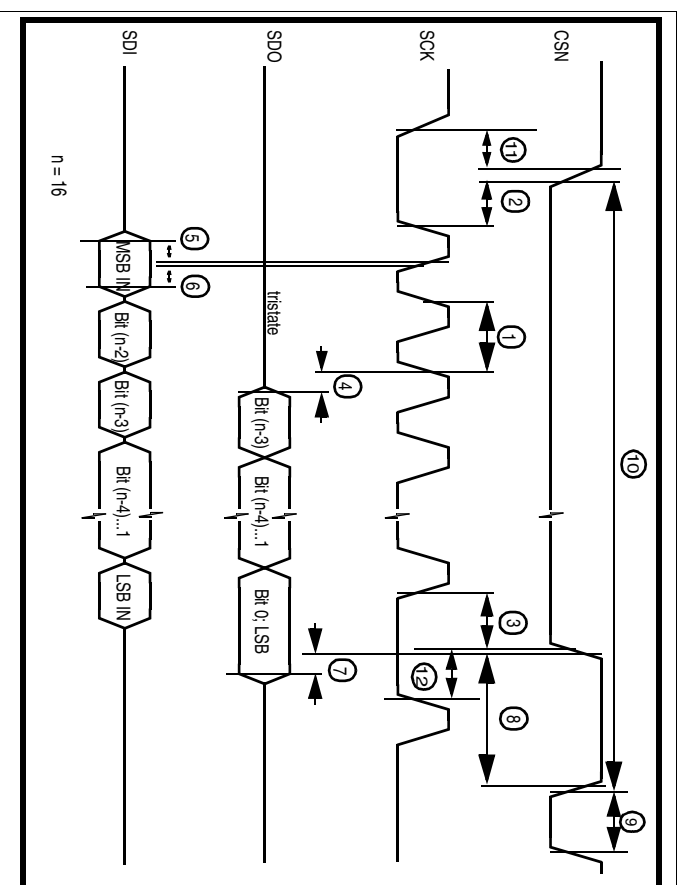 CSN
SCK
SDO
SDI
10
9
11
2
1
3
8
12
4
7
tristate
Bit (n-3)
Bit (n-4)...1
Bit 0; LSB
5
6
MSB IN
Bit (n-2)
Bit (n-3)
Bit (n-4)...1
LSB IN
n = 16